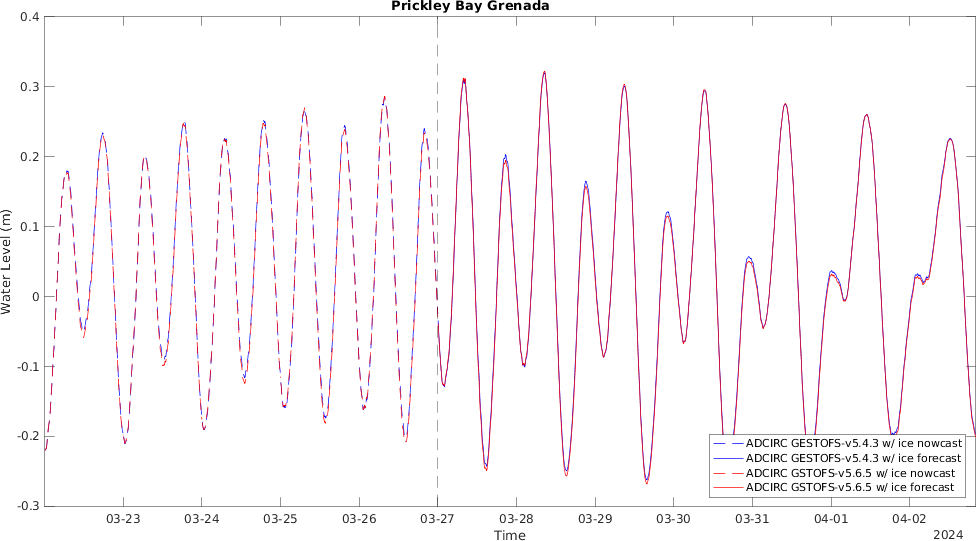 Prickley Bay Grenada
0.4
0.3
0.2
0.1
0
-0.1
-0.2
-0.3
Water Level (m)
ADCIRC GESTOFS-v5.4.3 w/ ice nowcast
ADCIRC GESTOFS-v5.4.3 w/ ice forecast
ADCIRC GSTOFS-v5.6.5 w/ ice nowcast
ADCIRC GSTOFS-v5.6.5 w/ ice forecast
03-23 03-24 03-25 03-26 03-27 03-28 03-29 03-30 03-31 04-01 04-02
Time
2024